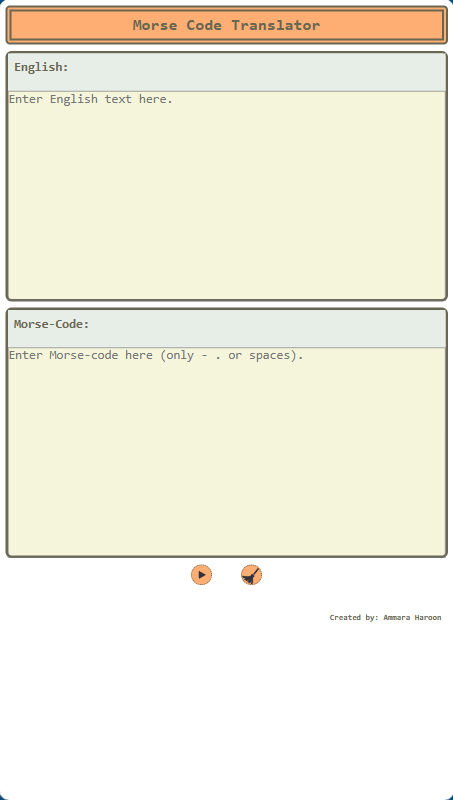 Morse Code Translator
English:
Enter English text here.
Morse-Code:
Enter Morse-code here (only - . or spaces).
Created by: Ammara Haroon